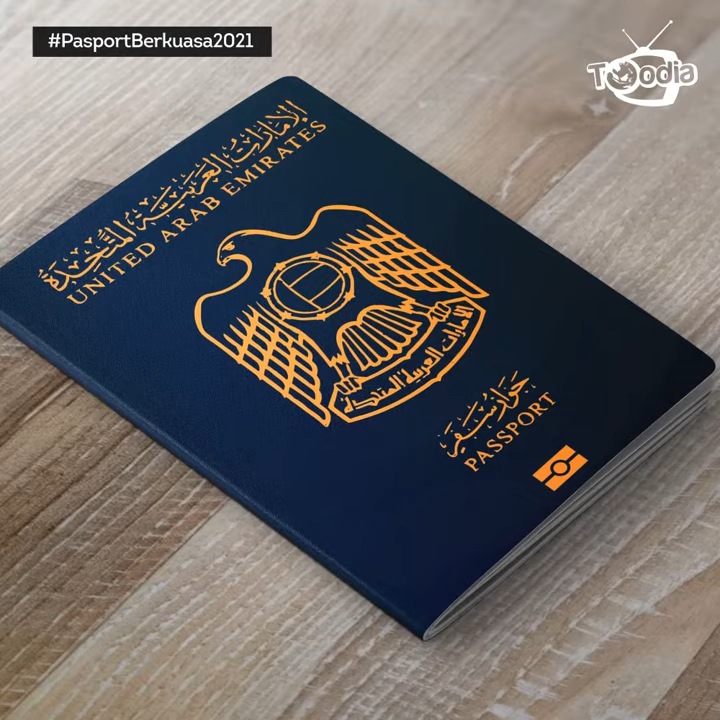 #PasportBerkuasa2021
Toodia
الإمارات العربية المتحدة
UNITED ARAB EMIRATES
الإمارات العربية المتحدة
جواز سفر
PASSPORT